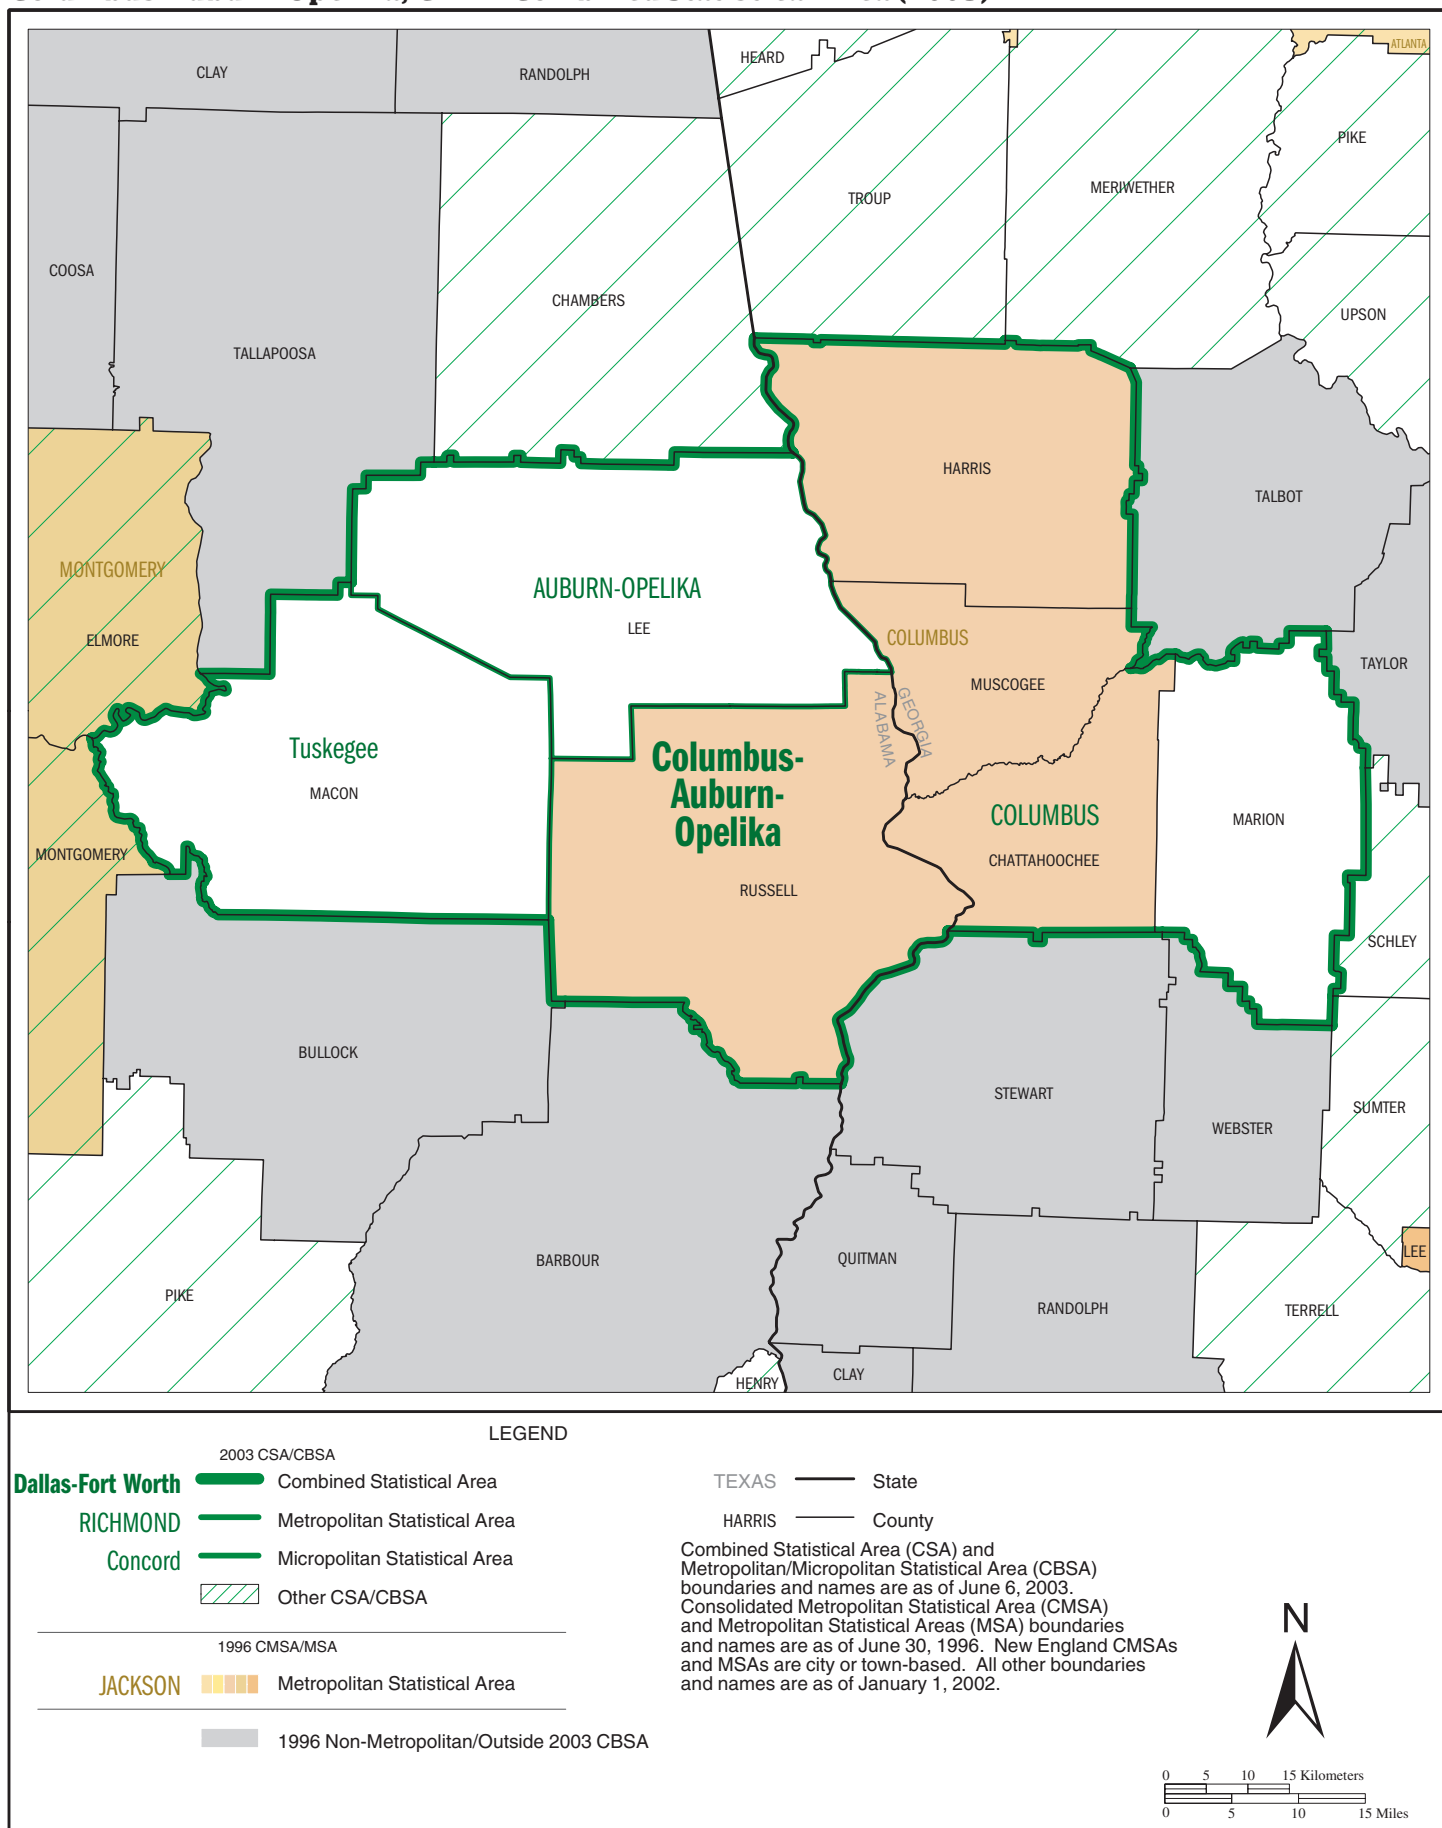 CLAY
RANDOLPH
HEARD
ATLANTA
PIKE
TROUP
MERIWETHER
COOSA
CHAMBERS
UPSON
TALLAPOOSA
HARRIS
TALBOT
MONTGOMERY
AUBURN-OPELIKA
LEE
ELMORE
COLUMBUS
TAYLOR
MUSCOGEE
GEORGIA
ALABAMA
Tuskegee
MACON
Columbus-
Auburn-
Opelika
COLUMBUS
MARION
MONTGOMERY
CHATTAHOOCHEE
RUSSELL
SCHLEY
BULLOCK
STEWART
SUMTER
WEBSTER
LEE
BARBOUR
QUITMAN
PIKE
RANDOLPH
TERRELL
CLAY
HENRY
LEGEND
2003 CSA/CBSA
Dallas-Fort Worth Combined Statistical Area
RICHMOND Metropolitan Statistical Area
Concord Micropolitan Statistical Area
Other CSA/CBSA
1996 CMSA/MSA
JACKSON Metropolitan Statistical Area
1996 Non-Metropolitan/Outside 2003 CBSA
TEXAS State
HARRIS County
Combined Statistical Area (CSA) and
Metropolitan/Micropolitan Statistical Area (CBSA)
boundaries and names are as of June 6, 2003.
Consolidated Metropolitan Statistical Area (CMSA)
and Metropolitan Statistical Areas (MSA) boundaries
and names are as of June 30, 1996. New England CMSAs
and MSAs are city or town-based. All other boundaries
and names are as of January 1, 2002.
N
0 5 10 15 Kilometers
0 5 10 15 Miles